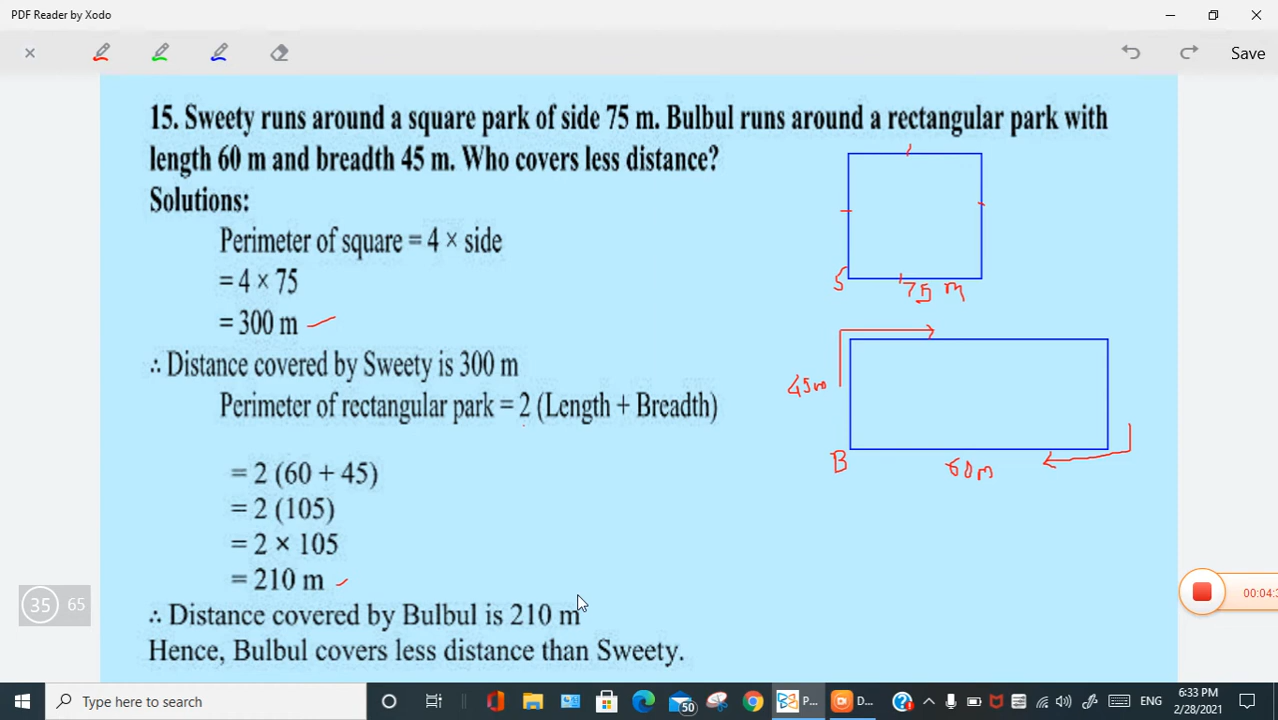 PDF Reader by Xodo
Save
15. Sweety runs around a square park of side 75 m. Bulbul runs around a rectangular park with
length 60 m and breadth 45 m. Who covers less distance?
Solutions:
Perimeter of square = 4 × side
= 4 × 75
= 300 m
∴ Distance covered by Sweety is 300 m
Perimeter of rectangular park = 2 (Length + Breadth)
= 2 (60 + 45)
= 2 (105)
= 2 × 105
= 210 m
∴ Distance covered by Bulbul is 210 m
Hence, Bulbul covers less distance than Sweety.
S
75 m
45m
B
60m
35 65
00:04:3
Type here to search
50
P...
D...
ENG
6:33 PM
2/28/2021